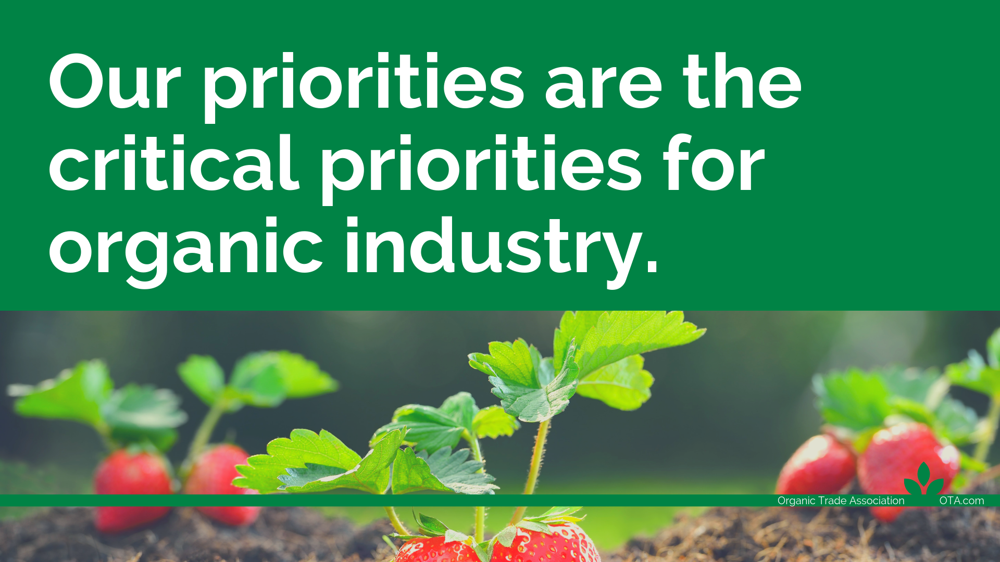 Our priorities are the
critical priorities for
organic industry.
Organic Trade Association OTA.com